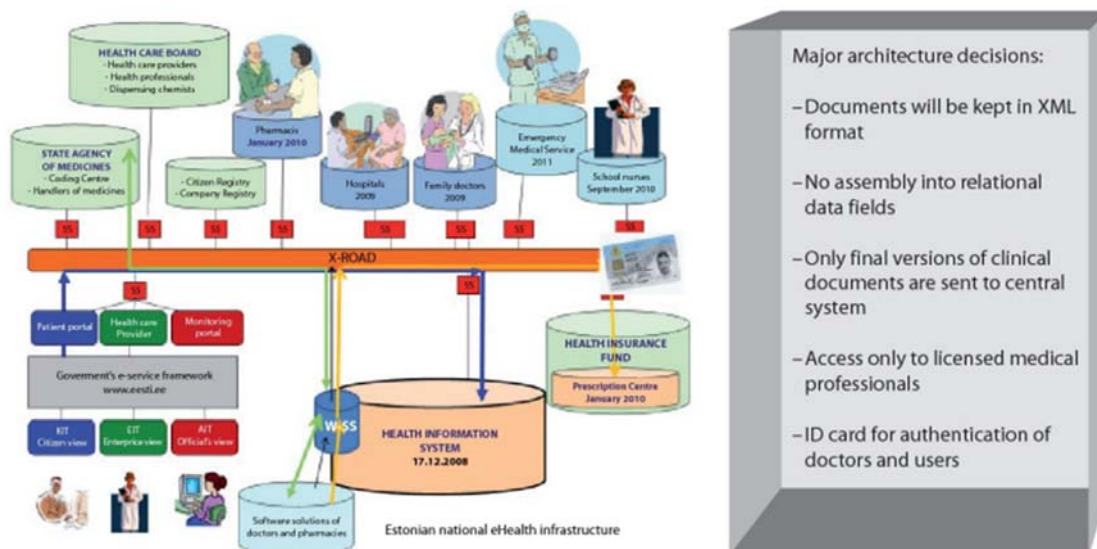 HEALTH CARE BOARD
- Health care providers
- Health professionals
- Dispensing chemists
STATE AGENCY
OF MEDICINES
- Coding Centre
- Handlers of medicines
- Citizen Registry
- Company Registry
Pharmacis
January 2010
Hospitals
2009
Family doctors
2009
Emergency
Medical Service
2011
School nurses
September 2010
SS
SS
SS
SS
SS
SS
SS
SS
X-ROAD
SS
SS
Patient portal
Health care
Provider
Monitoring
portal
Goverment's e-service framework
www.eesti.ee
KIT
Citizen view
EIT
Enterprice view
AIT
Official's view
W-SS
HEALTH INFORMATION
SYSTEM
17.12.2008
HEALTH INSURANCE
FUND
Prescription Centre
January 2010
Software solutions of
doctors and pharmacies
Estonian national eHealth infrastructure
Major architecture decisions:
–Documents will be kept in XML
format
–No assembly into relational
data fields
–Only final versions of clinical
documents are sent to central
system
–Access only to licensed medical
professionals
–ID card for authentication of
doctors and users